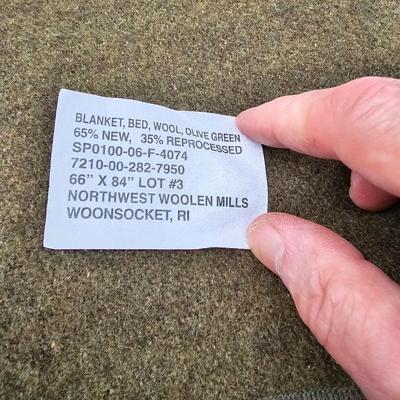 BLANKET, BED, WOOL, OLIVE GREEN
65% NEW, 35% REPROCESSED
SP0100-06-F-4074
7210-00-282-7950
66" X 84" LOT #3
NORTHWEST WOOLEN MILLS
WOONSOCKET, RI